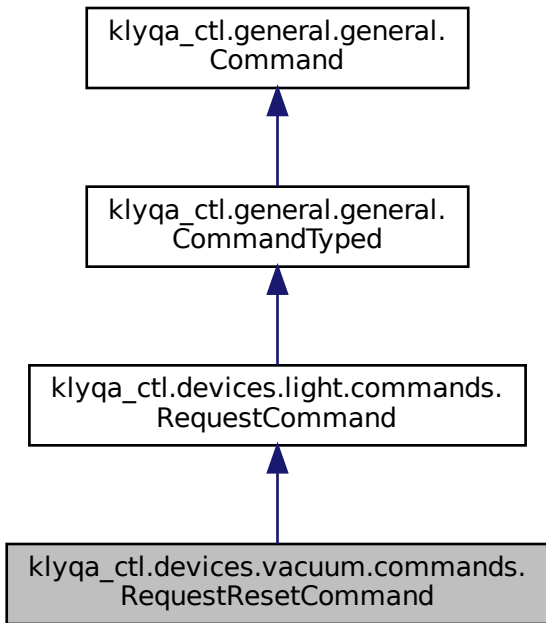 klyqa_ctl.general.general.
Command
klyqa_ctl.general.general.
CommandTyped
klyqa_ctl.devices.light.commands.
RequestCommand
klyqa_ctl.devices.vacuum.commands.
RequestResetCommand